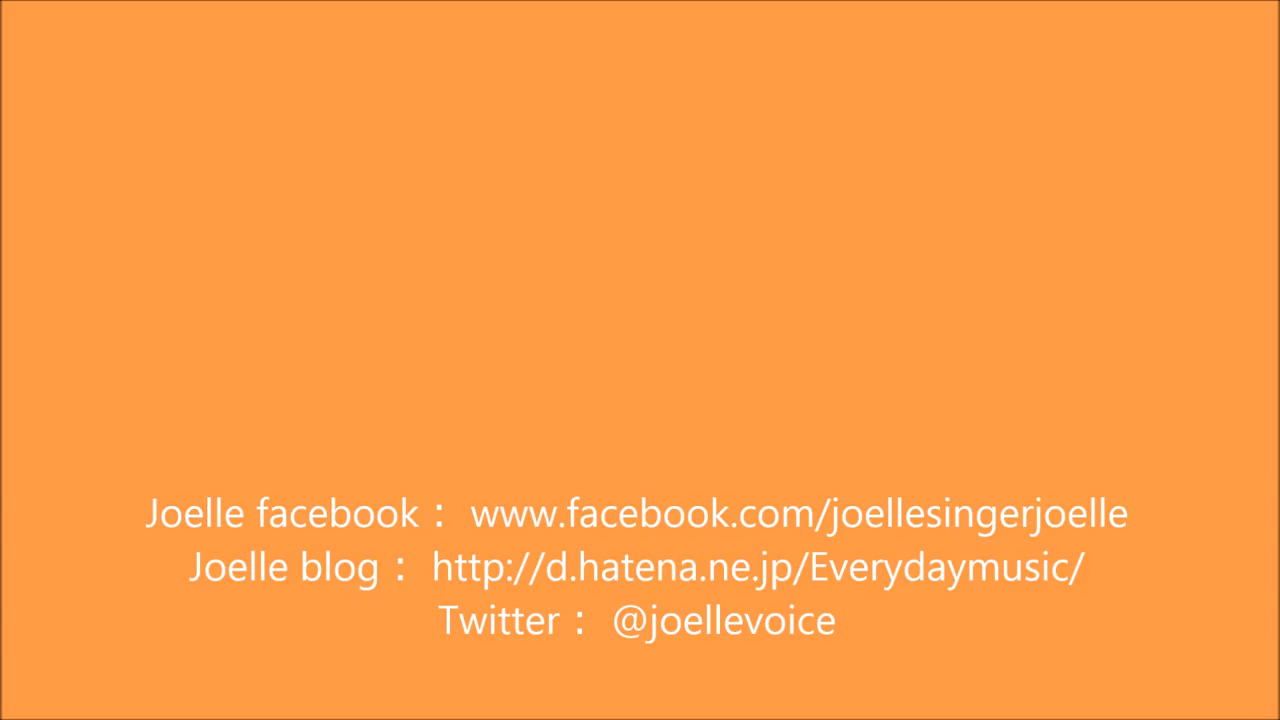 Joelle facebook： www.facebook.com/joellesingerjoelle
Joelle blog： http://d.hatena.ne.jp/Everydaymusic/
Twitter： @joellevoice